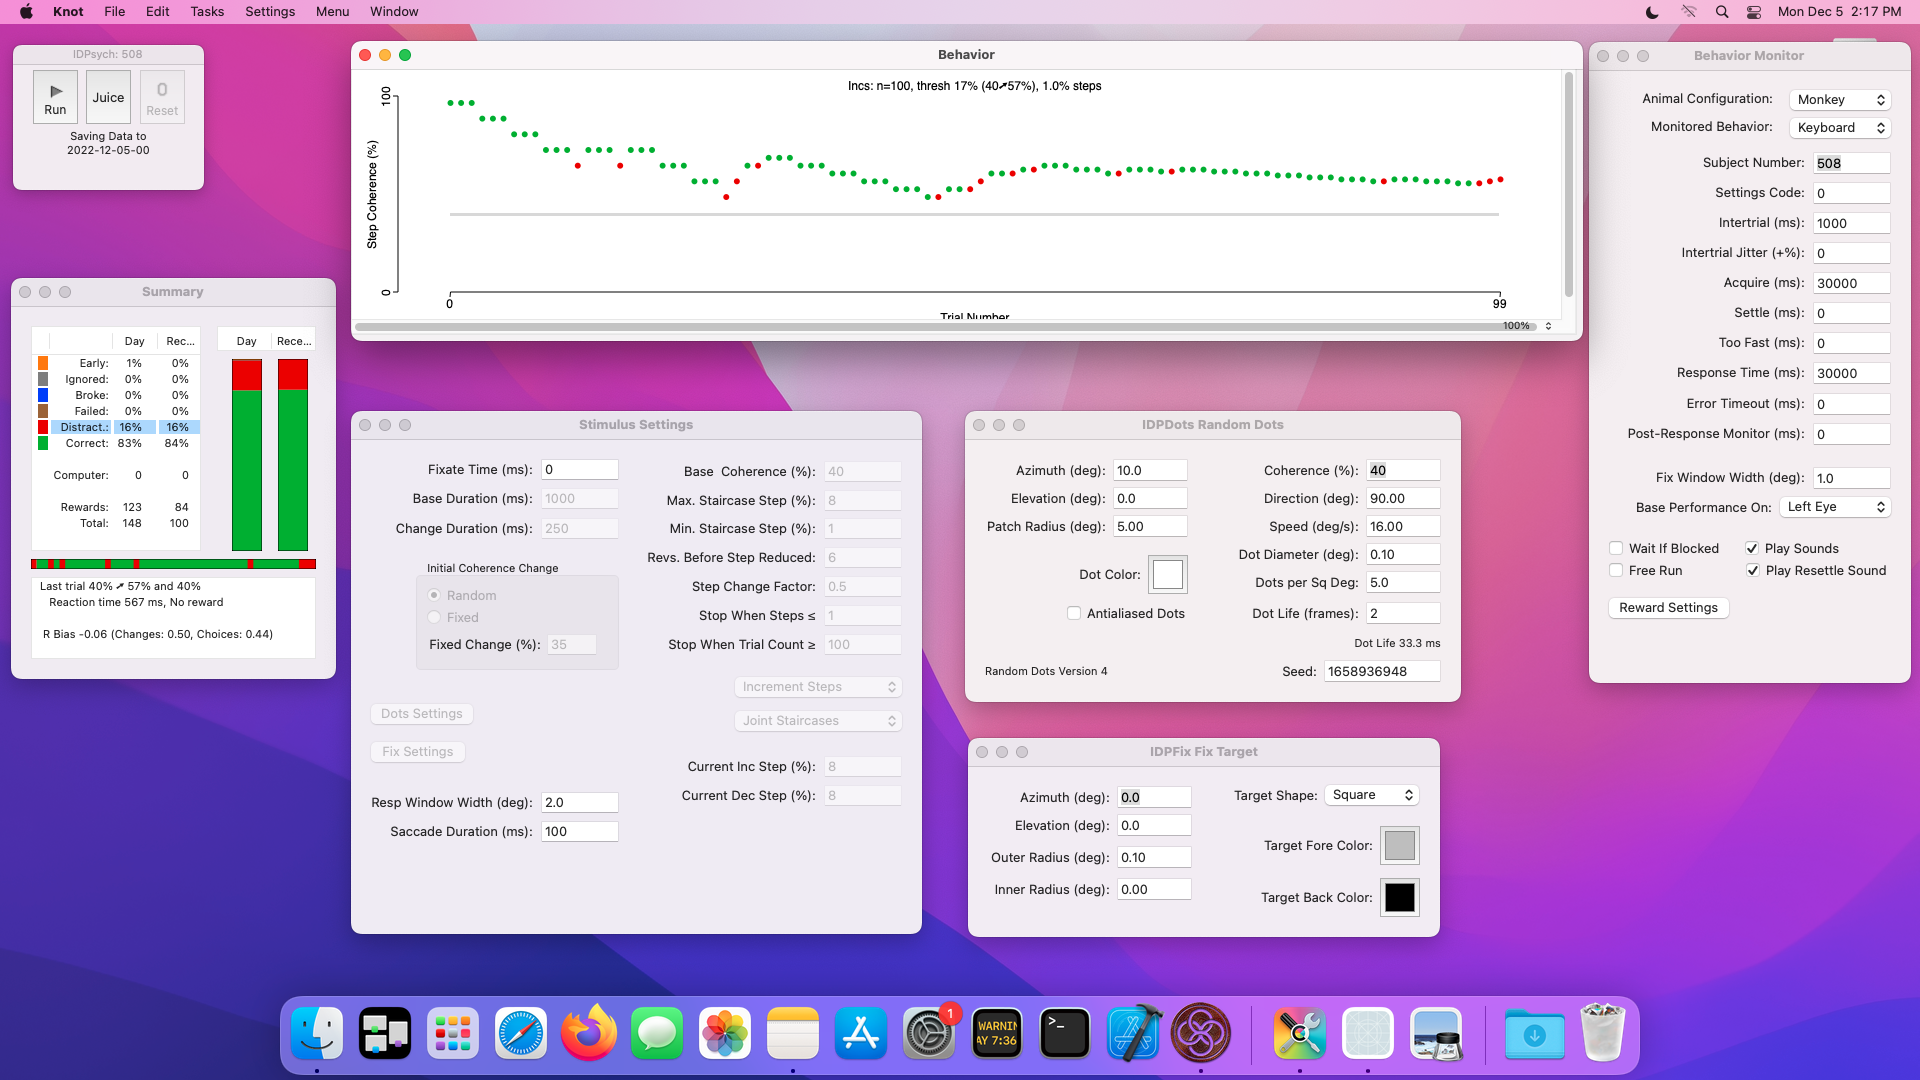 Knot File Edit Tasks Settings Menu Window
Mon Dec 5 2:17 PM
IDPsych: 508
Run
Juice
0
Reset
Saving Data to
2022-12-05-00
Summary
Day Rec...
Early: 1% 0%
Ignored: 0% 0%
Broke: 0% 0%
Failed: 0% 0%
Distract.: 16% 16%
Correct: 83% 84%
Computer: 0 0
Rewards: 123 84
Total: 148 100
Day Rece...
Last trial 40% ➚ 57% and 40%
Reaction time 567 ms, No reward
R Bias -0.06 (Changes: 0.50, Choices: 0.44)
Behavior
Incs: n=100, thresh 17% (40➚57%), 1.0% steps
100
Step Coherence (%)
0
0
99
Trial Number
100%
Behavior Monitor
Animal Configuration: Monkey
Monitored Behavior: Keyboard
Subject Number: 508
Settings Code: 0
Intertrial (ms): 1000
Intertrial Jitter (+%): 0
Acquire (ms): 30000
Settle (ms): 0
Too Fast (ms): 0
Response Time (ms): 30000
Error Timeout (ms): 0
Post-Response Monitor (ms): 0
Fix Window Width (deg): 1.0
Base Performance On: Left Eye
Wait If Blocked
Play Sounds
Free Run
Play Resettle Sound
Reward Settings
Stimulus Settings
Fixate Time (ms): 0
Base Duration (ms): 1000
Change Duration (ms): 250
Initial Coherence Change
Random
Fixed
Fixed Change (%): 35
Dots Settings
Fix Settings
Resp Window Width (deg): 2.0
Saccade Duration (ms): 100
Base Coherence (%): 40
Max. Staircase Step (%): 8
Min. Staircase Step (%): 1
Revs. Before Step Reduced: 6
Step Change Factor: 0.5
Stop When Steps ≤ 1
Stop When Trial Count ≥ 100
Increment Steps
Joint Staircases
Current Inc Step (%): 8
Current Dec Step (%): 8
IDPDots Random Dots
Azimuth (deg): 10.0
Elevation (deg): 0.0
Patch Radius (deg): 5.00
Dot Color:
Antialiased Dots
Random Dots Version 4
Coherence (%): 40
Direction (deg): 90.00
Speed (deg/s): 16.00
Dot Diameter (deg): 0.10
Dots per Sq Deg: 5.0
Dot Life (frames): 2
Dot Life 33.3 ms
Seed: 1658936948
IDPFix Fix Target
Azimuth (deg): 0.0
Elevation (deg): 0.0
Outer Radius (deg): 0.10
Inner Radius (deg): 0.00
Target Shape: Square
Target Fore Color:
Target Back Color:
1
WARNIN
AY 7:36
>_